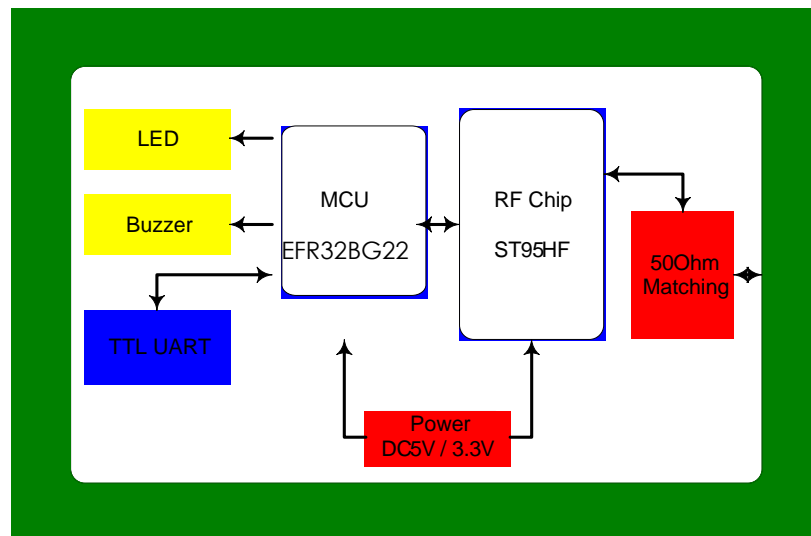 LED
Buzzer
TTL UART
MCU
EFR32BG22
RF Chip
ST95HF
50Ohm
Matching
Power
DC5V / 3.3V